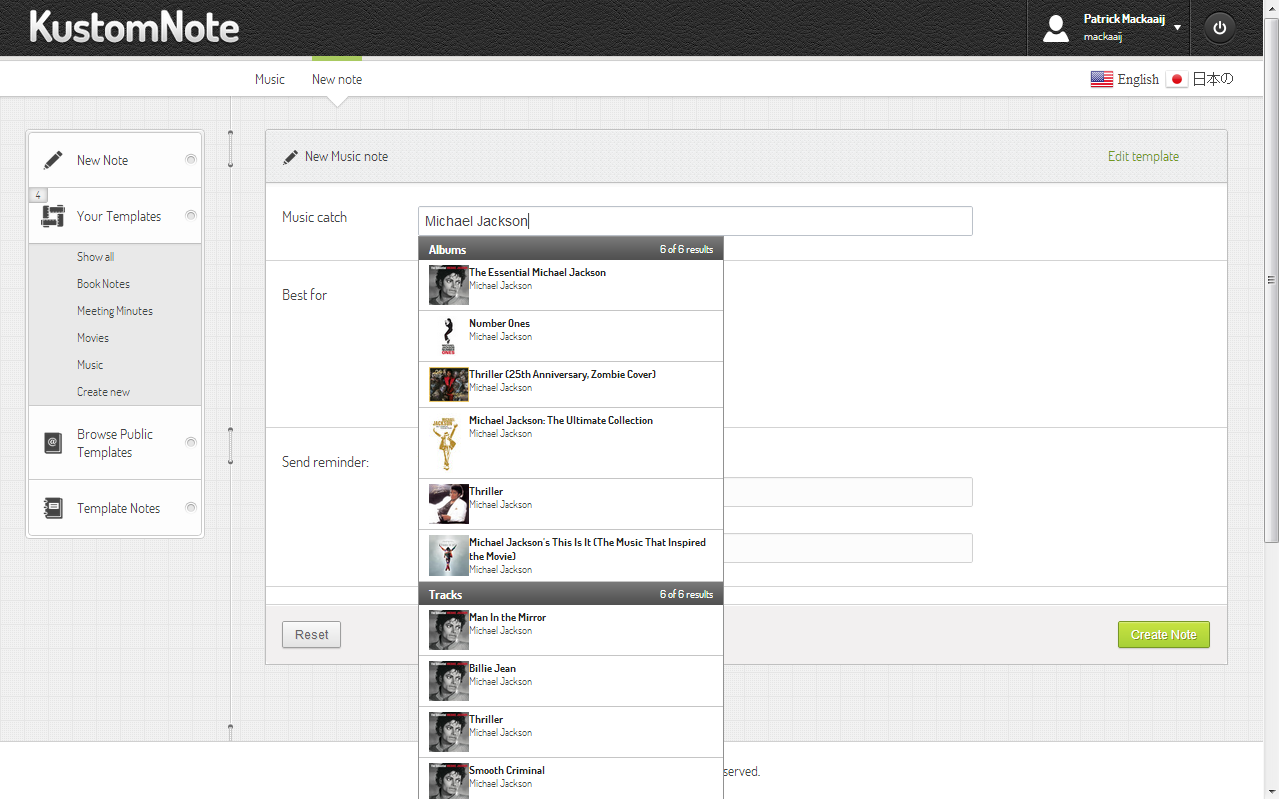 KustomNote
Patrick Mackaaij
mackaaij
Music
New note
English
日本の
New Note
4
Your Templates
Show all
Book Notes
Meeting Minutes
Movies
Music
Create new
Browse Public
Templates
Template Notes
New Music note
Edit template
Music catch
Michael Jackson
Best for
Send reminder:
Albums
6 of 6 results
The Essential Michael Jackson
Michael Jackson
Number Ones
Michael Jackson
Thriller (25th Anniversary, Zombie Cover)
Michael Jackson
Michael Jackson: The Ultimate Collection
Michael Jackson
Thriller
Michael Jackson
Michael Jackson's This Is It (The Music That Inspired
the Movie)
Michael Jackson
Tracks
6 of 6 results
Man In the Mirror
Michael Jackson
Billie Jean
Michael Jackson
Thriller
Michael Jackson
Smooth Criminal
Michael Jackson
Reset
Create Note
served.